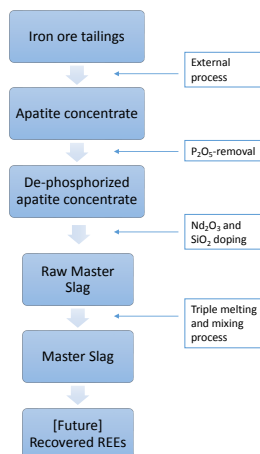 Iron ore tailings
External
process
Apatite concentrate
P₂O₅-removal
De-phosphorized
apatite concentrate
Nd₂O₃ and
SiO₂ doping
Raw Master
Slag
Triple melting
and mixing
process
Master Slag
[Future]
Recovered REEs